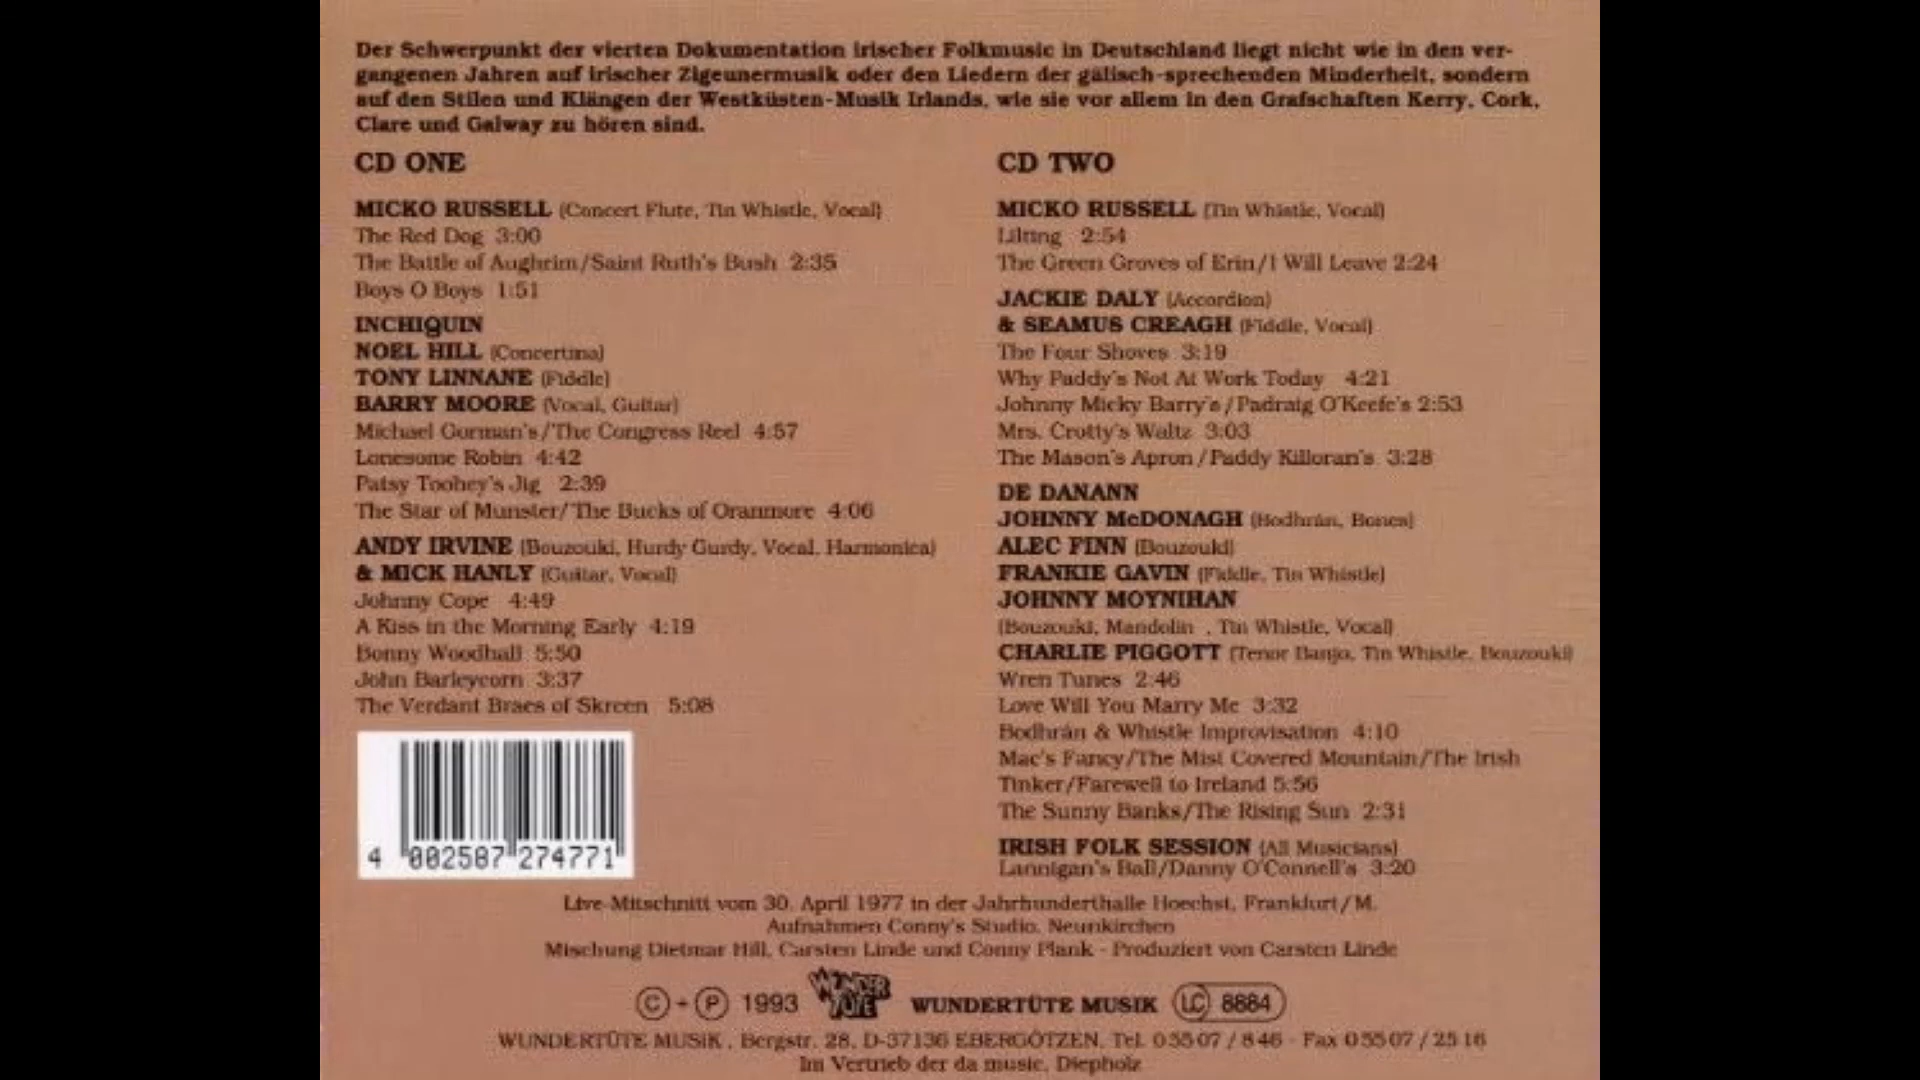 Der Schwerpunkt der vierten Dokumentation irischer Folkmusic in Deutschland liegt nicht wie in den ver-
gangenen Jahren auf irischer Zigeunermusik oder den Liedern der gälisch-sprechenden Minderheit, sondern
auf den Stilen und Klängen der Westküsten-Musik Irlands, wie sie vor allem in den Grafschaften Kerry, Cork,
Clare und Galway zu hören sind.
CD ONE
MICKO RUSSELL (Concert Flute, Tin Whistle, Vocal)
The Red Dog 3:00
The Battle of Aughrim/Saint Ruth's Bush 2:35
Boys O Boys 1:51
INCHIQUIN
NOEL HILL (Concertina)
TONY LINNANE (Fiddle)
BARRY MOORE (Vocal, Guitar)
Michael Gorman's/The Congress Reel 4:57
Lonesome Robin 4:42
Patsy Toohey's Jig 2:39
The Star of Munster/The Bucks of Oranmore 4:06
ANDY IRVINE (Bouzouki, Hurdy Gurdy, Vocal, Harmonica)
& MICK HANLY (Guitar, Vocal)
Johnny Cope 4:49
A Kiss in the Morning Early 4:19
Bonny Woodhall 5:50
John Barleycorn 3:37
The Verdant Braes of Skreen 5:08
4 002587 274771
CD TWO
MICKO RUSSELL (Tin Whistle, Vocal)
Lilting 2:54
The Green Groves of Erin/I Will Leave 2:24
JACKIE DALY (Accordion)
& SEAMUS CREAGH (Fiddle, Vocal)
The Four Shoves 3:19
Why Paddy's Not At Work Today 4:21
Johnny Micky Barry's/Padraig O'Keefe's 2:53
Mrs. Crotty's Waltz 3:03
The Mason's Apron/Paddy Killoran's 3:28
DE DANANN
JOHNNY McDONAGH (Bodhrán, Bones)
ALEC FINN (Bouzouki)
FRANKIE GAVIN (Fiddle, Tin Whistle)
JOHNNY MOYNIHAN
(Bouzouki, Mandolin , Tin Whistle, Vocal)
CHARLIE PIGGOTT (Tenor Banjo, Tin Whistle, Bouzouki)
Wren Tunes 2:46
Love Will You Marry Me 3:32
Bodhrán & Whistle Improvisation 4:10
Mac's Fancy/The Mist Covered Mountain/The Irish
Tinker/Farewell to Ireland 5:56
The Sunny Banks/The Rising Sun 2:31
IRISH FOLK SESSION (All Musicians)
Lannigan's Ball/Danny O'Connell's 3:20
Live-Mitschnitt vom 30. April 1977 in der Jahrhunderthalle Hoechst, Frankfurt/M.
Aufnahmen Conny's Studio, Neunkirchen
Mischung Dietmar Hill, Carsten Linde und Conny Plank - Produziert von Carsten Linde
© + ℗ 1993 WUNDERTÜTE WUNDERTÜTE MUSIK LC 8884
WUNDERTÜTE MUSIK , Bergstr. 28, D-37136 EBERGÖTZEN, Tel. 0 55 07 / 8 46 - Fax 0 55 07 / 25 16
Im Vertrieb der da music, Diepholz